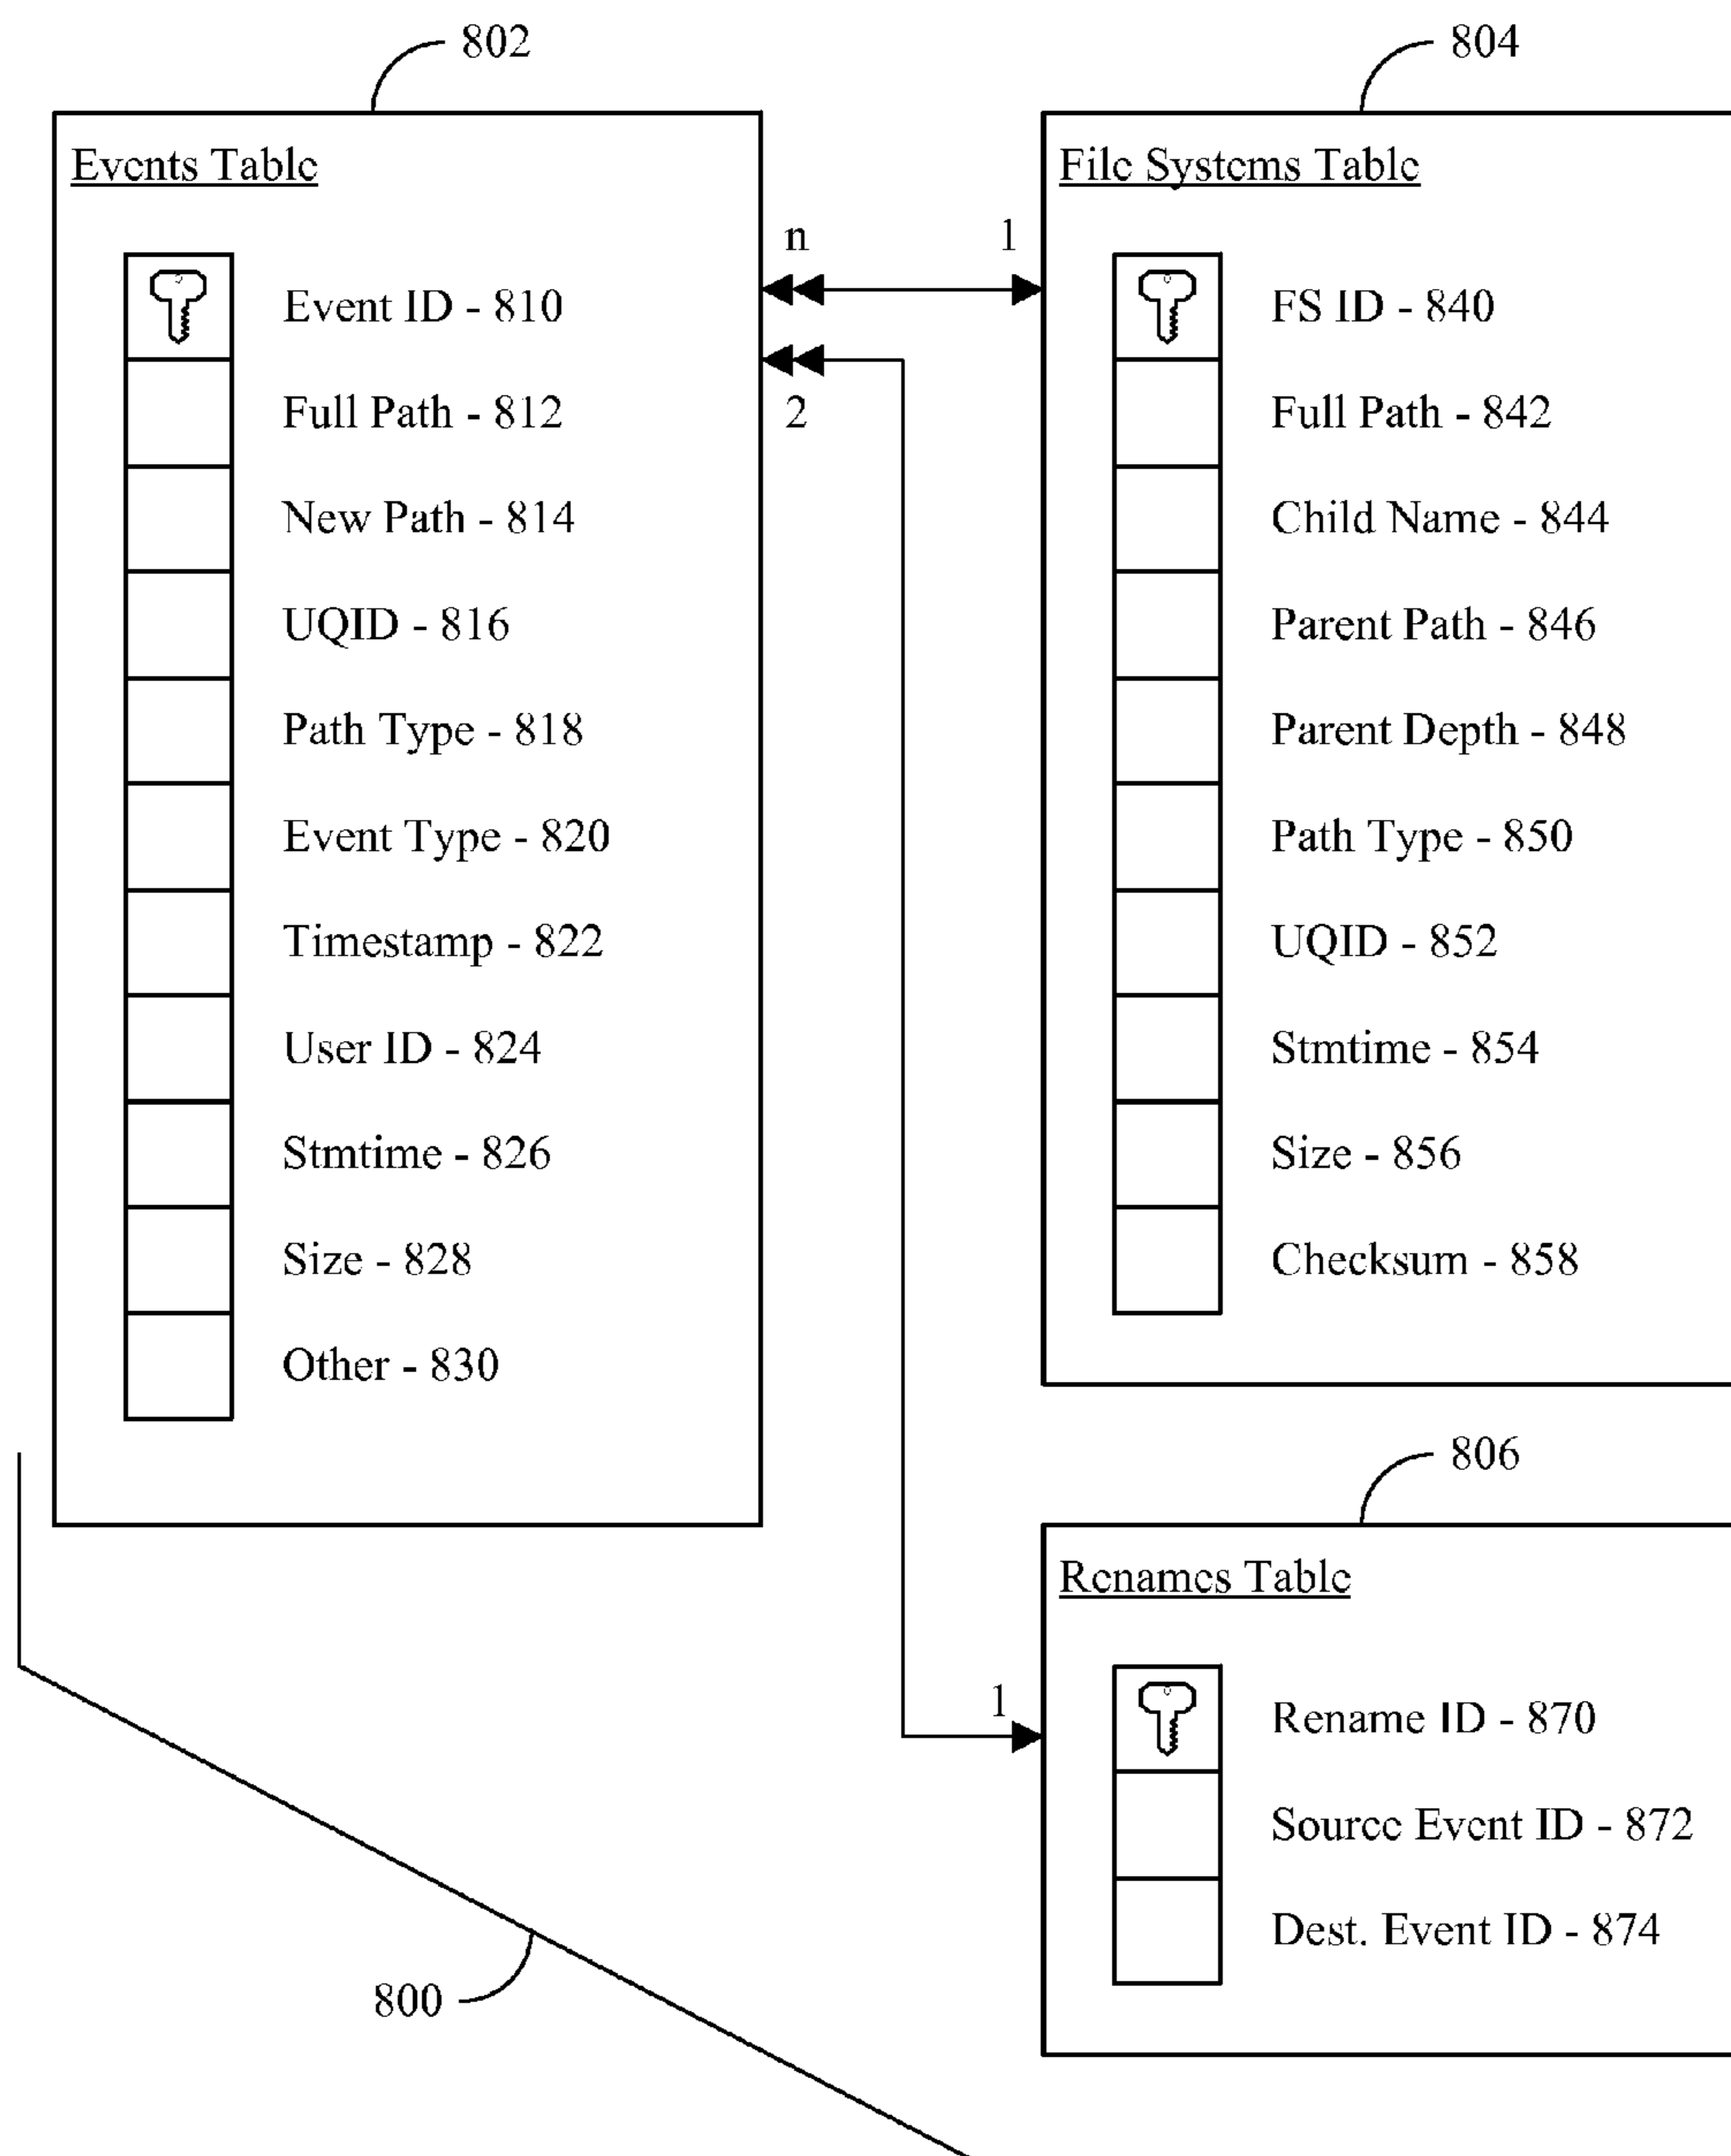 802
Events Table
Event ID - 810
Full Path - 812
New Path - 814
UQID - 816
Path Type - 818
Event Type - 820
Timestamp - 822
User ID - 824
Stmtime - 826
Size - 828
Other - 830
n
1
2
1
804
File Systems Table
FS ID - 840
Full Path - 842
Child Name - 844
Parent Path - 846
Parent Depth - 848
Path Type - 850
UQID - 852
Stmtime - 854
Size - 856
Checksum - 858
806
Renames Table
Rename ID - 870
Source Event ID - 872
Dest. Event ID - 874
800